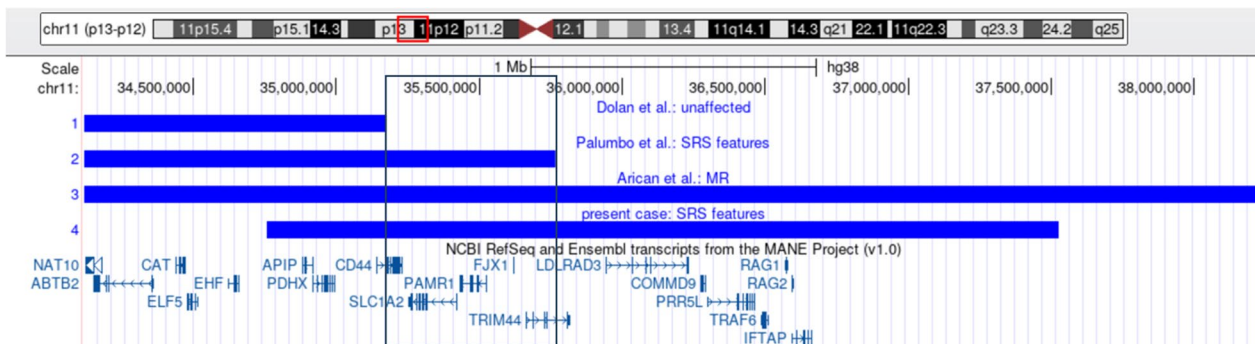 chr11 (p13-p12) 11p15.4 p15.1 14.3 p13 11p12 p11.2 12.1 13.4 11q14.1 14.3 q21 22.1 11q22.3 q23.3 24.2 q25
Scale 1 Mb hg38
chr11: 34,500,000 35,000,000 35,500,000 36,000,000 36,500,000 37,000,000 37,500,000 38,000,000
Dolan et al.: unaffected
1
Palumbo et al.: SRS features
2
Arican et al.: MR
3
present case: SRS features
4
NCBI RefSeq and Ensembl transcripts from the MANE Project (v1.0)
NAT10 CAT APIP CD44 FJX1 LDLRAD3 RAG1
ABTB2 EHF PDHX PAMR1 COMMD9 RAG2
ELF5 SLC1A2 PRR5L
TRIM44 TRAF6
IFTAP